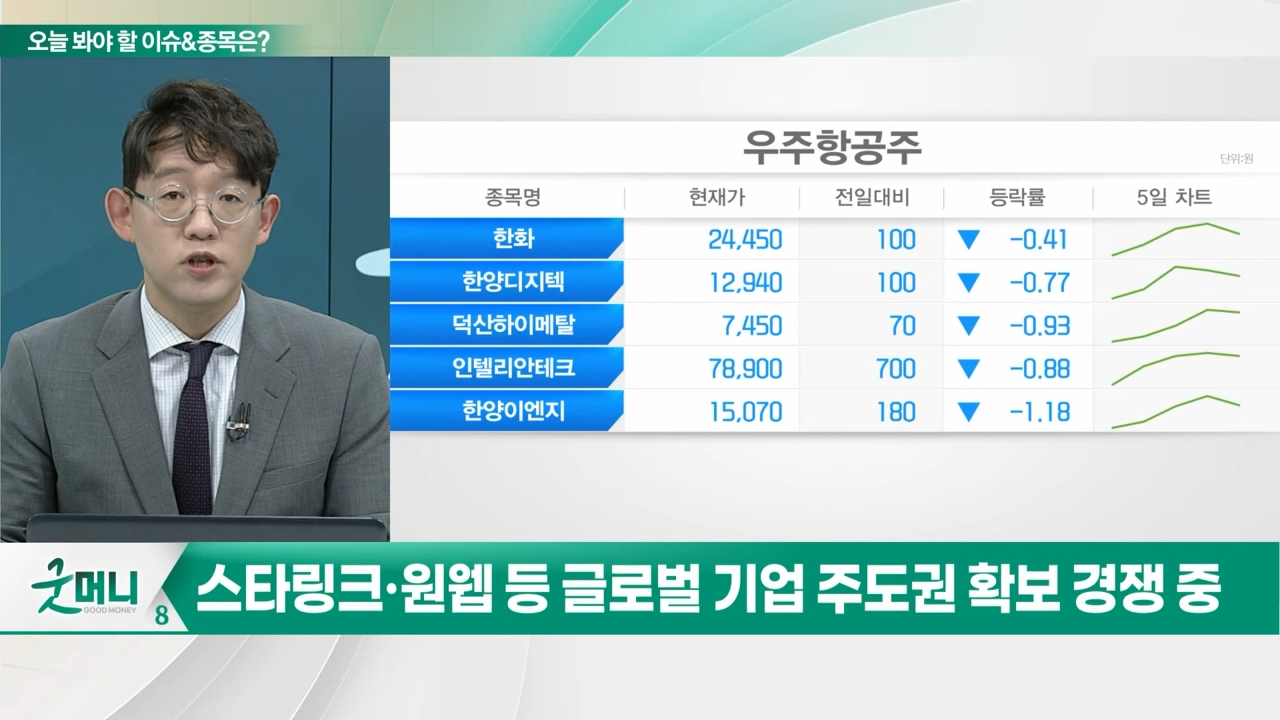 오늘 봐야 할 이슈&종목은?
우주항공주
단위:원
종목명 현재가 전일대비 등락률 5일 차트
한화 24,450 100 ▼ -0.41
한양디지텍 12,940 100 ▼ -0.77
덕산하이메탈 7,450 70 ▼ -0.93
인텔리안테크 78,900 700 ▼ -0.88
한양이엔지 15,070 180 ▼ -1.18
굿머니
GOOD MONEY
8
스타링크·원웹 등 글로벌 기업 주도권 확보 경쟁 중